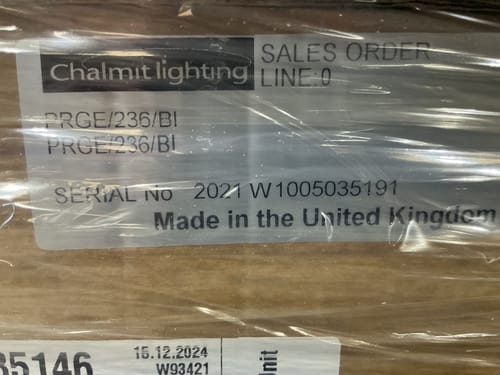 Chalmit lighting
SALES ORDER
LINE:0
PRGE/236/BI
PRGE/236/BI
SERIAL No 2021 W1005035191
Made in the United Kingdom
35146
15.12.2024
W93421
Unit